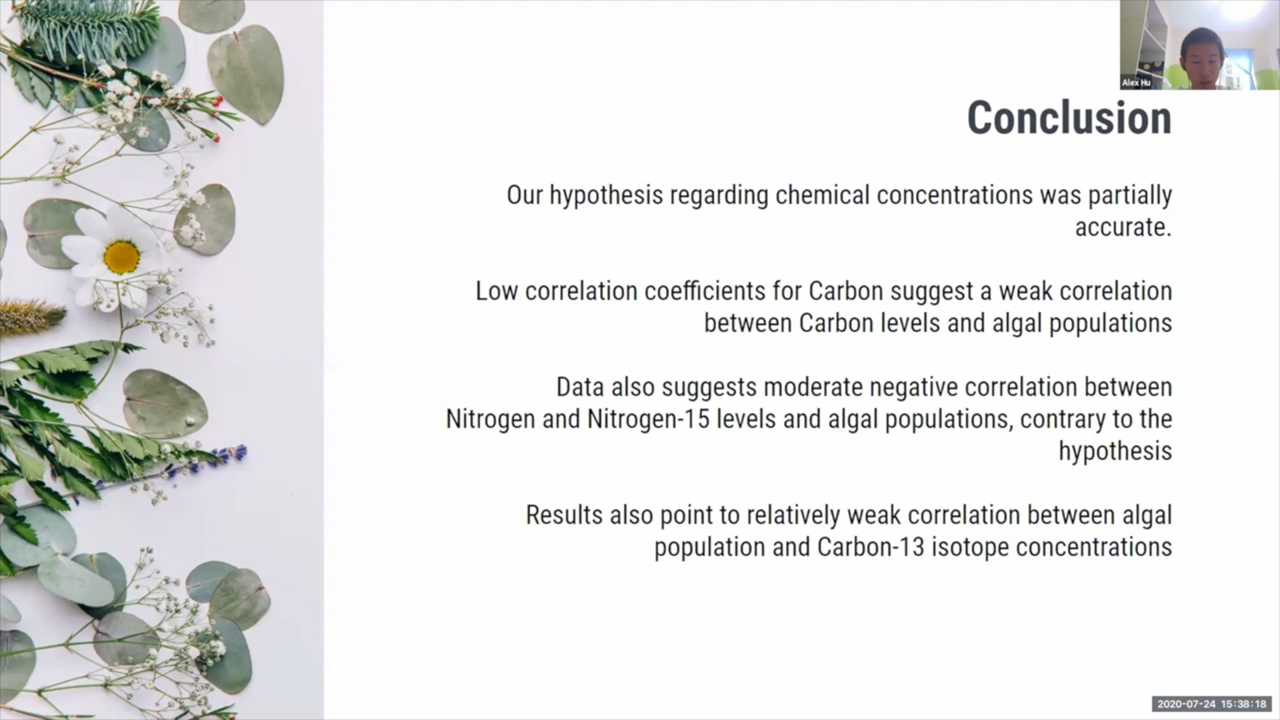 Alex Hu
Conclusion
Our hypothesis regarding chemical concentrations was partially
accurate.
Low correlation coefficients for Carbon suggest a weak correlation
between Carbon levels and algal populations
Data also suggests moderate negative correlation between
Nitrogen and Nitrogen-15 levels and algal populations, contrary to the
hypothesis
Results also point to relatively weak correlation between algal
population and Carbon-13 isotope concentrations
2020-07-24 15:38:18